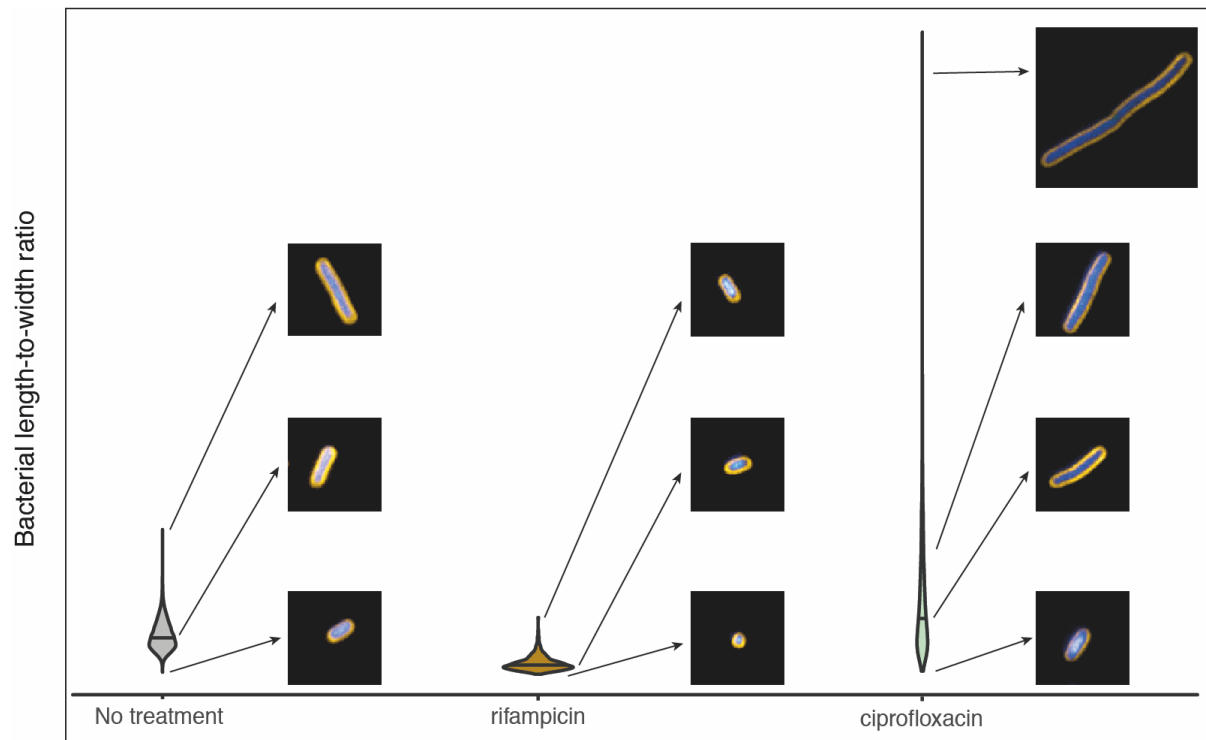 Bacterial length-to-width ratio
No treatment
rifampicin
ciprofloxacin